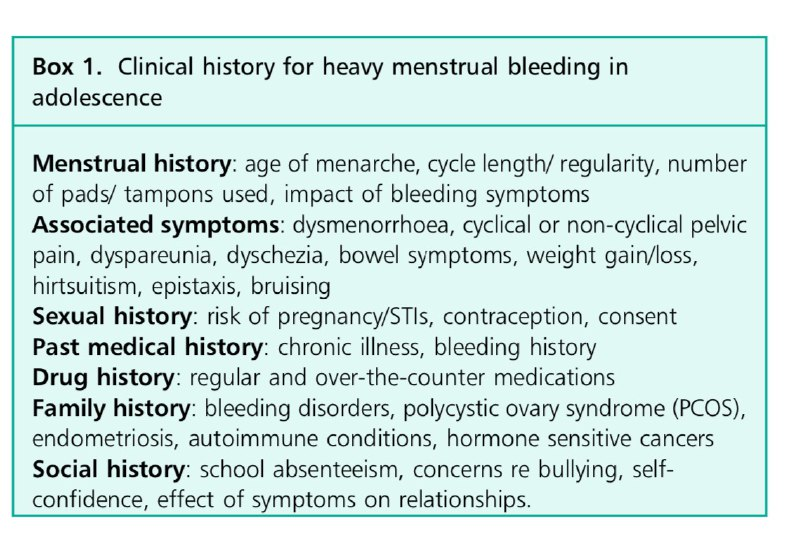 Box 1. Clinical history for heavy menstrual bleeding in
adolescence
Menstrual history: age of menarche, cycle length/ regularity, number
of pads/ tampons used, impact of bleeding symptoms
Associated symptoms: dysmenorrhoea, cyclical or non-cyclical pelvic
pain, dyspareunia, dyschezia, bowel symptoms, weight gain/loss,
hirtsuitism, epistaxis, bruising
Sexual history: risk of pregnancy/STIs, contraception, consent
Past medical history: chronic illness, bleeding history
Drug history: regular and over-the-counter medications
Family history: bleeding disorders, polycystic ovary syndrome (PCOS),
endometriosis, autoimmune conditions, hormone sensitive cancers
Social history: school absenteeism, concerns re bullying, self-
confidence, effect of symptoms on relationships.